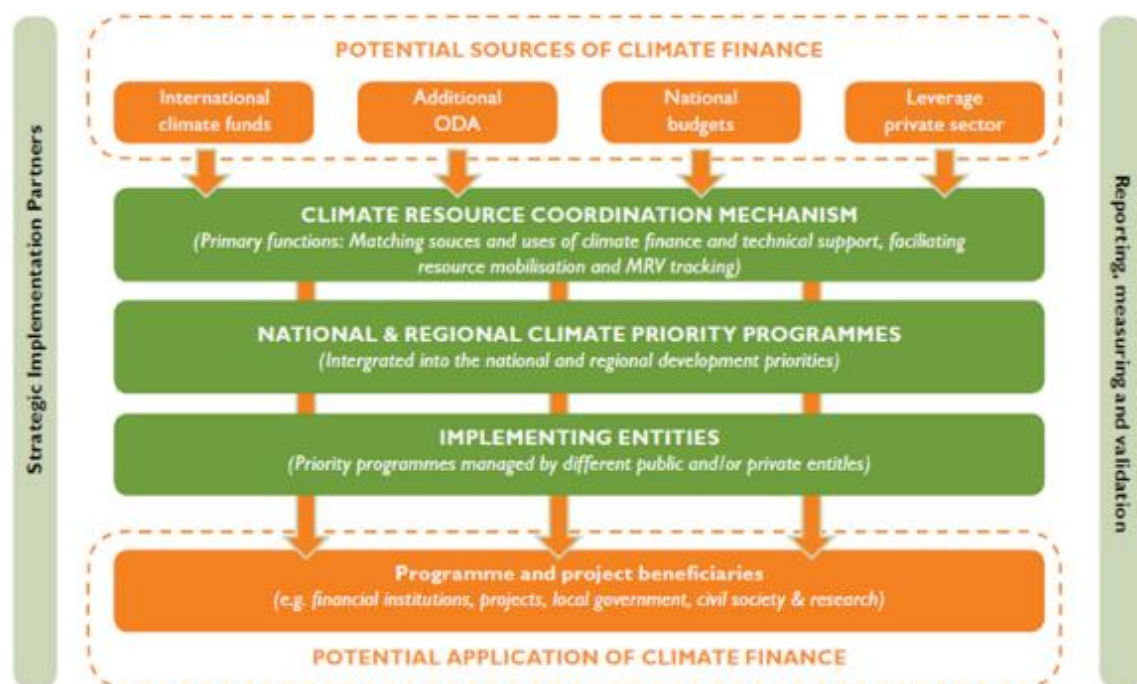 Strategic Implementation Partners
POTENTIAL SOURCES OF CLIMATE FINANCE
International
climate funds
Additional
ODA
National
budgets
Leverage
private sector
CLIMATE RESOURCE COORDINATION MECHANISM
(Primary functions: Matching souces and uses of climate finance and technical support, faciliating
resource mobilisation and MRV tracking)
NATIONAL & REGIONAL CLIMATE PRIORITY PROGRAMMES
(Intergrated into the national and regional development priorities)
IMPLEMENTING ENTITIES
(Priority programmes managed by different public and/or private entitles)
Programme and project beneficiaries
(e.g. financial institutions, projects, local government, civil society & research)
POTENTIAL APPLICATION OF CLIMATE FINANCE
Reporting, measuring and validation